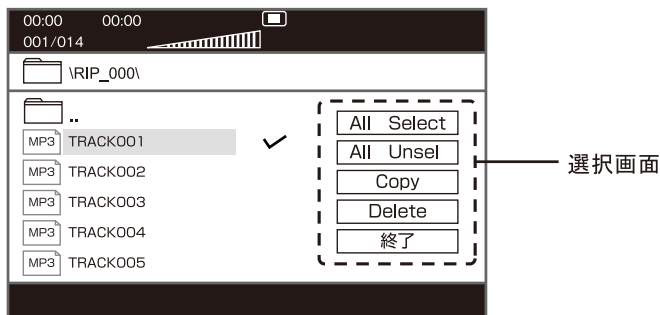 00:00 00:00
001/014
\RIP_000\
..
MP3 TRACK001
MP3 TRACK002
MP3 TRACK003
MP3 TRACK004
MP3 TRACK005
All Select
All Unsel
Copy
Delete
終了
選択画面